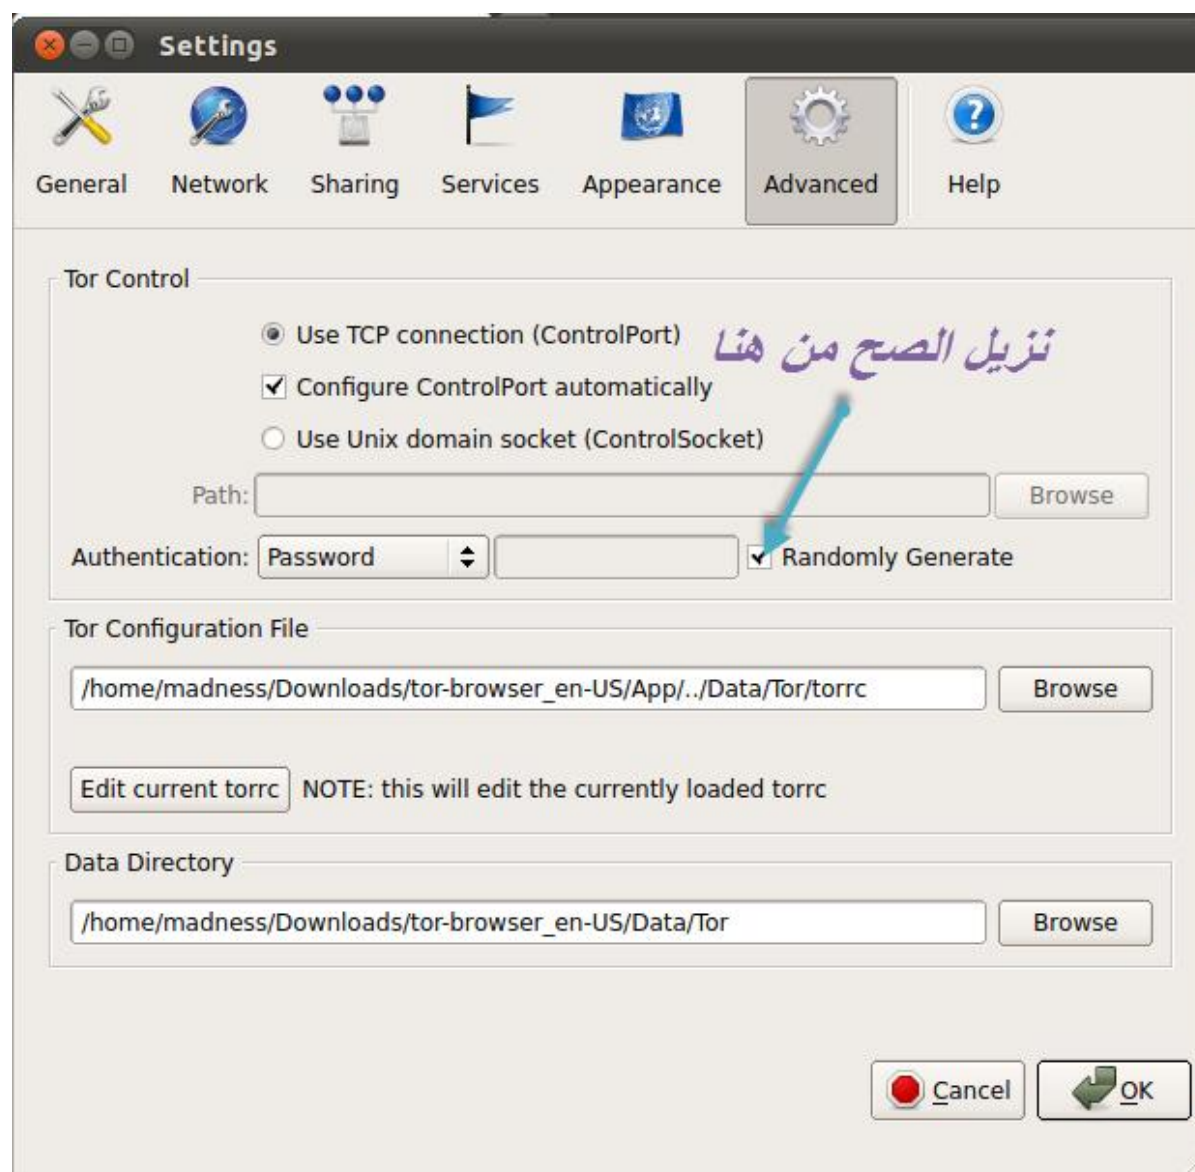 Settings
General Network Sharing Services Appearance Advanced Help
Tor Control
Use TCP connection (ControlPort)
نزيل الصح من هنا
Configure ControlPort automatically
Use Unix domain socket (ControlSocket)
Path: Browse
Authentication: Password Randomly Generate
Tor Configuration File
/home/madness/Downloads/tor-browser_en-US/App/../Data/Tor/torrc Browse
Edit current torrc NOTE: this will edit the currently loaded torrc
Data Directory
/home/madness/Downloads/tor-browser_en-US/Data/Tor Browse
Cancel OK